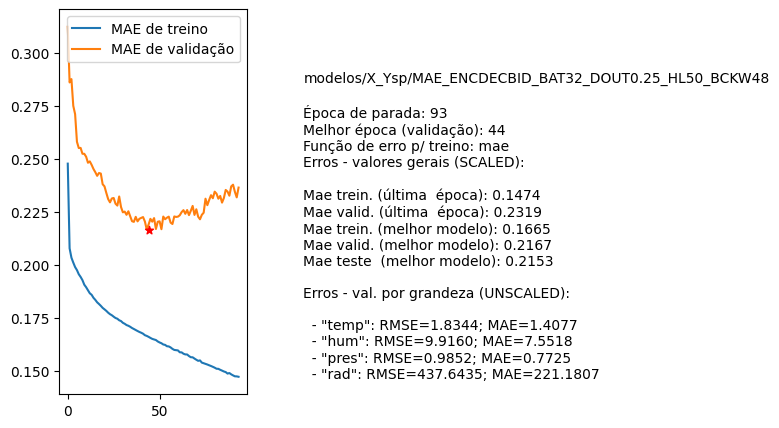 MAE de treino
MAE de validação
0.300
0.275
0.250
0.225
0.200
0.175
0.150
0
50
modelos/X_Ysp/MAE_ENCDECBID_BAT32_DOUT0.25_HL50_BCKW48
Época de parada: 93
Melhor época (validação): 44
Função de erro p/ treino: mae
Erros - valores gerais (SCALED):
Mae trein. (última  época): 0.1474
Mae valid. (última  época): 0.2319
Mae trein. (melhor modelo): 0.1665
Mae valid. (melhor modelo): 0.2167
Mae teste  (melhor modelo): 0.2153
Erros - val. por grandeza (UNSCALED):
- "temp": RMSE=1.8344; MAE=1.4077
- "hum": RMSE=9.9160; MAE=7.5518
- "pres": RMSE=0.9852; MAE=0.7725
- "rad": RMSE=437.6435; MAE=221.1807